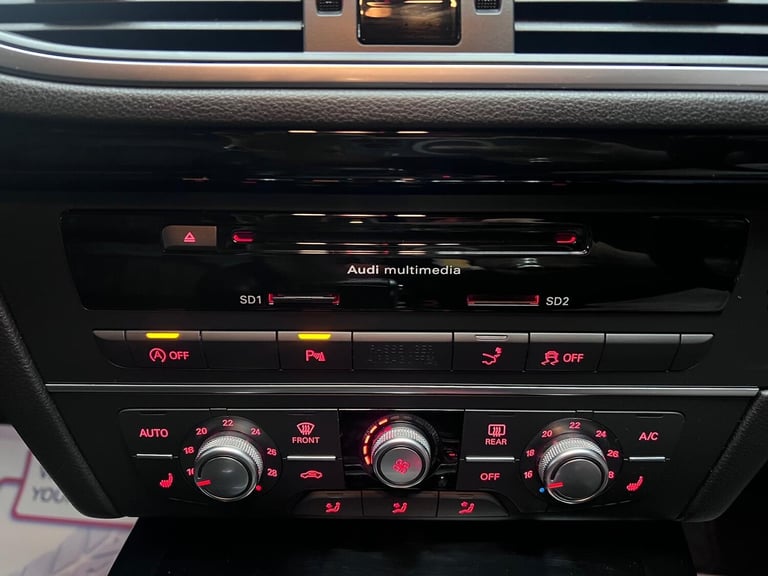 Audi multimedia
SD1 SD2
A OFF P OFF
AUTO 16 18 20 22 24 26 28 FRONT REAR 16 18 20 22 24 26 28 A/C
OFF
YOUR